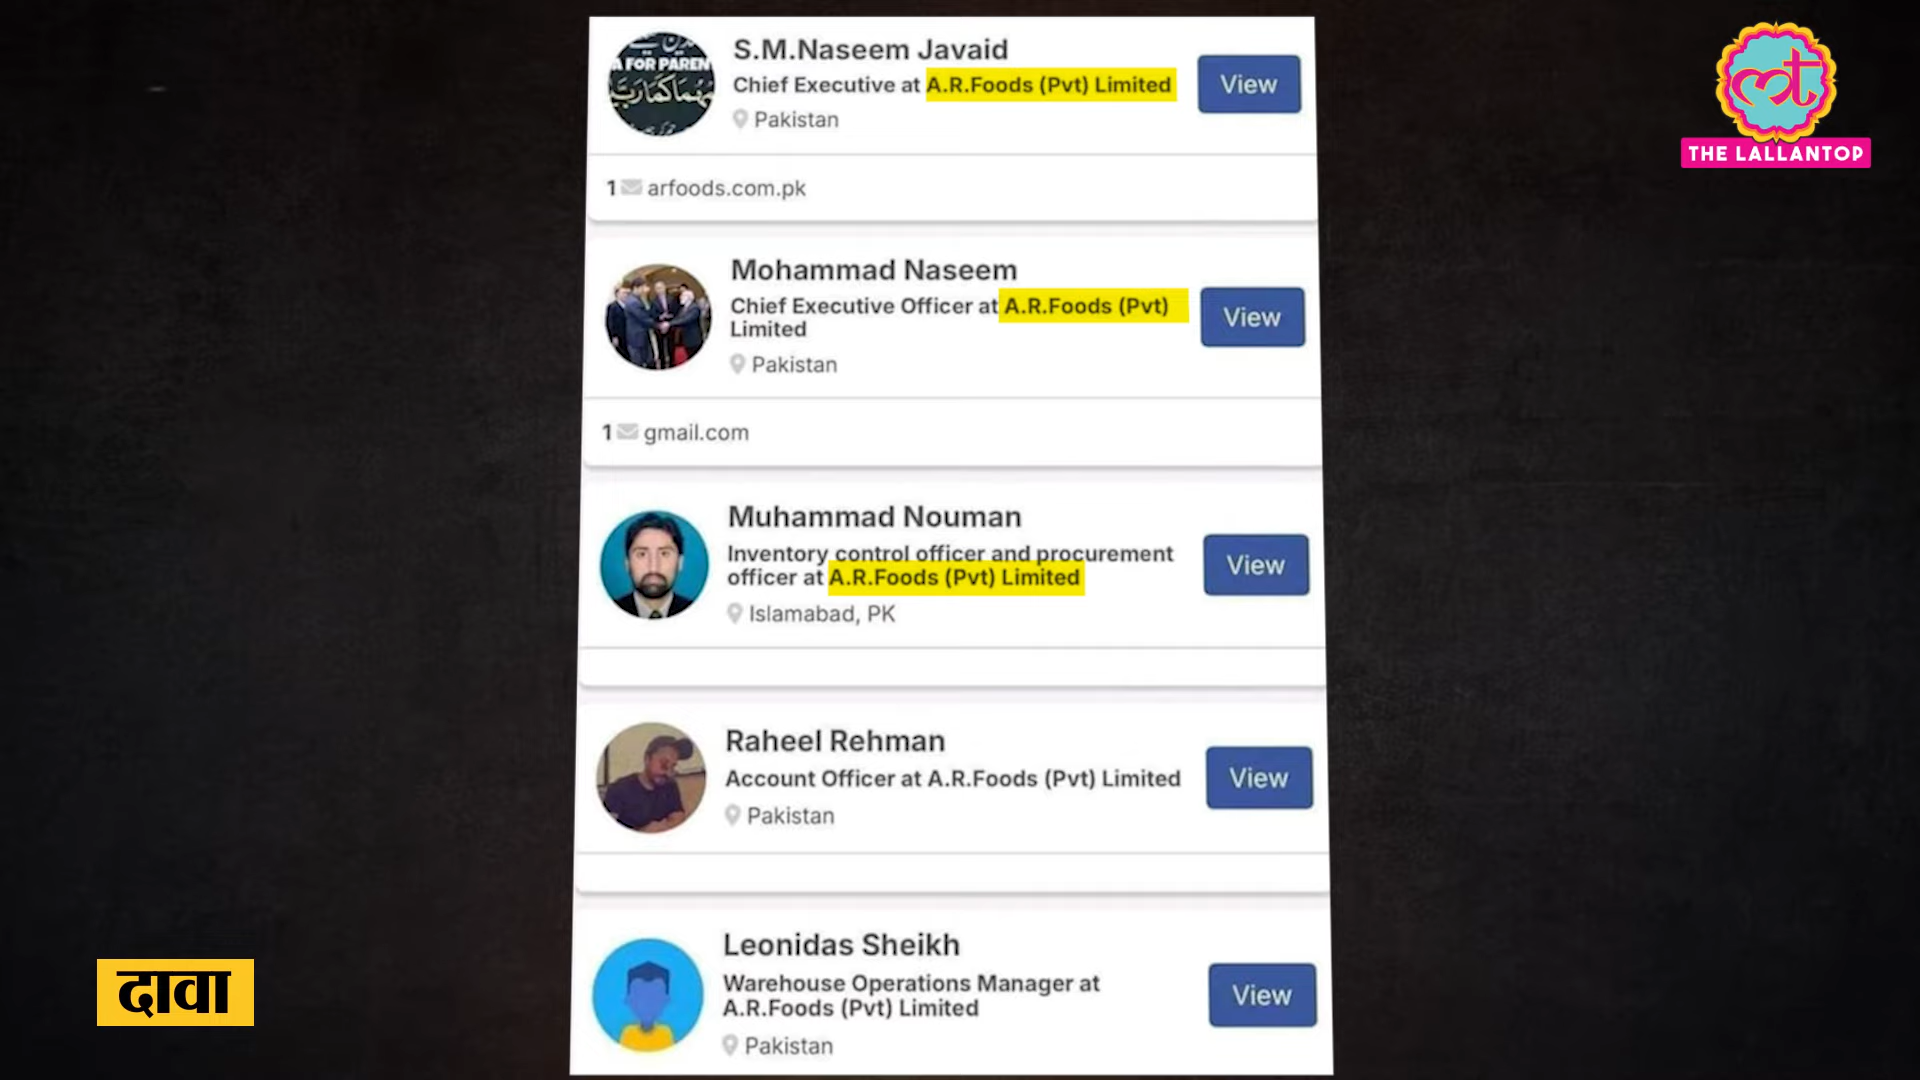 THE LALLANTOP
A FOR PAREN
S.M.Naseem Javaid
Chief Executive at A.R.Foods (Pvt) Limited
Pakistan
View
1 arfoods.com.pk
Mohammad Naseem
Chief Executive Officer at A.R.Foods (Pvt)
Limited
Pakistan
View
1 gmail.com
Muhammad Nouman
Inventory control officer and procurement
officer at A.R.Foods (Pvt) Limited
Islamabad, PK
View
Raheel Rehman
Account Officer at A.R.Foods (Pvt) Limited
Pakistan
View
Leonidas Sheikh
Warehouse Operations Manager at
A.R.Foods (Pvt) Limited
Pakistan
View
दावा